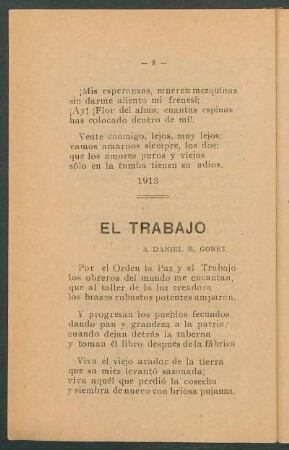 — 8 —
¡Mis esperanzas, mueren mezquinas
sin darme aliento mi frenesí;
¡Ay! ¡Flor del alma; cuantas espinas
has colocado dentro de mí!.
Vente conmigo, lejos, muy lejos;
vamos amarnos siempre, los dos;
que los amores puros y viejos
sólo en la tumba tienen su adios.
1913
EL TRABAJO
A DANIEL B, GONET
Por el Orden la Paz y el Trabajo
los obreros del mundo me encantan,
que al taller de la luz creadora
los brazos robustos potentes amparan,
Y progresan los pueblos fecundos
dando pan y grandeza a la patria,
cuando dejan detrás la taberna
y toman él libro despues de la fábrica
Viva el viejo arador de la tierra
que su miez levantó sazonada;
viva aquél que perdió la cosecha
y siembra de nuevo con briosa pujanza.